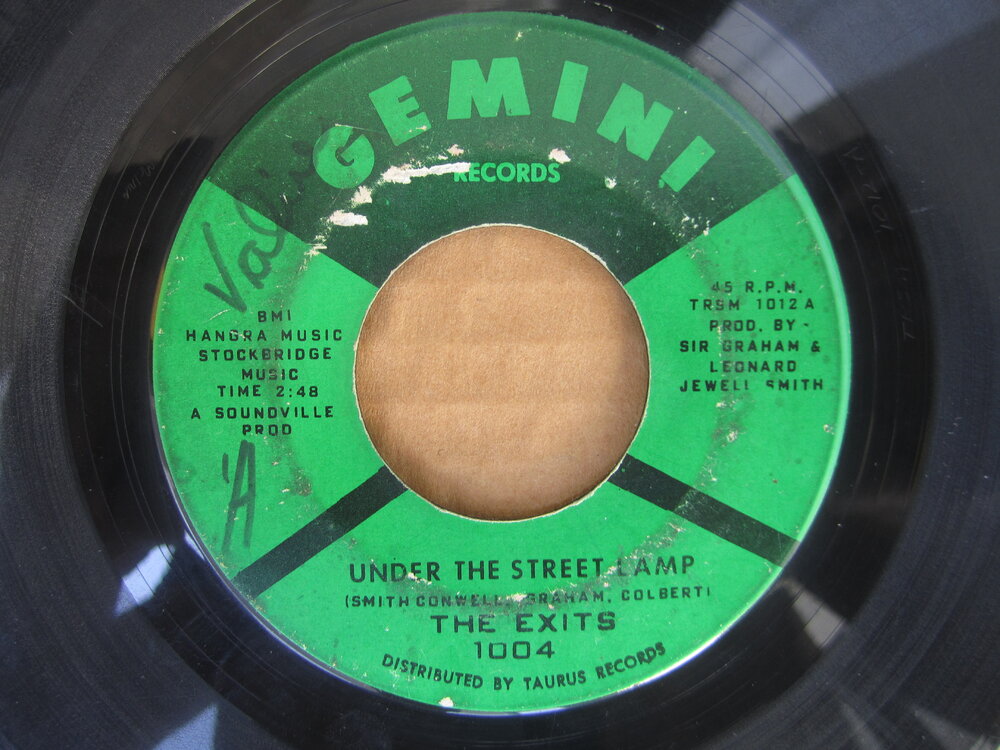 GEMINI
RECORDS
BMI
HANGRA MUSIC
STOCKBRIDGE
MUSIC
TIME 2:48
A SOUNDVILLE
PROD
'A
45 R.P.M.
TRSM 1012 A
PROD. BY -
SIR GRAHAM &
LEONARD
JEWELL SMITH
UNDER THE STREET LAMP
(SMITH CONWELL, GRAHAM, COLBERT)
THE EXITS
1004
DISTRIBUTED BY TAURUS RECORDS